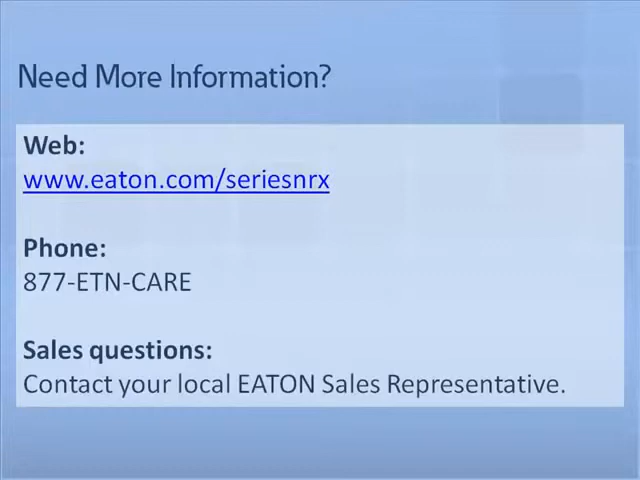 Need More Information?
Web:
www.eaton.com/seriesnrx
Phone:
877-ETN-CARE
Sales questions:
Contact your local EATON Sales Representative.